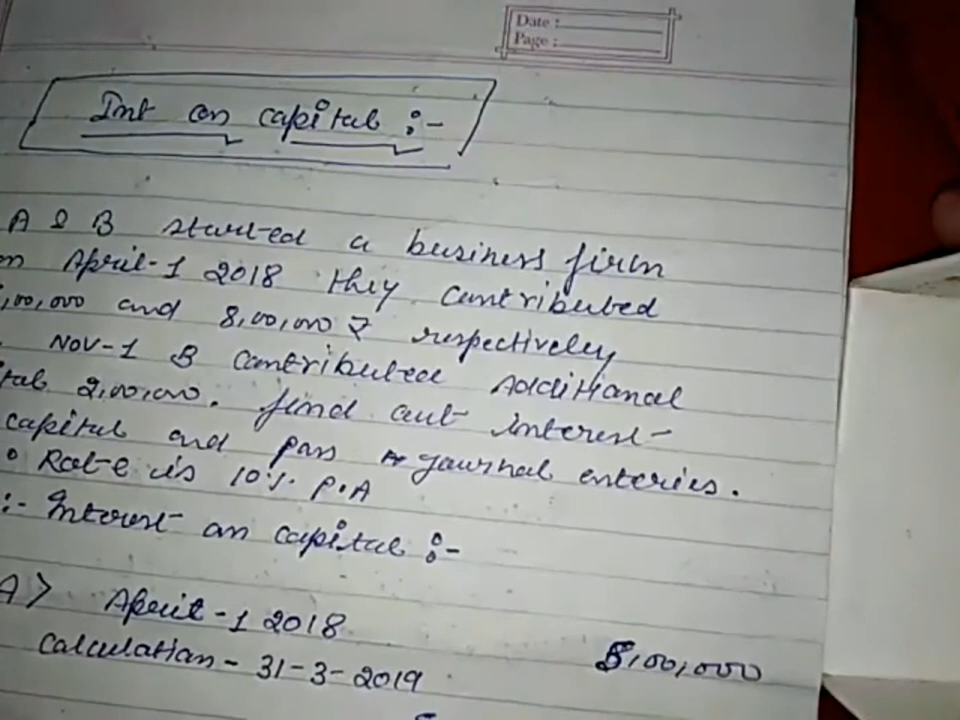 Date :
Page :
Int on capital :-
A & B started a business firm
April-1 2018 they contributed
,00,000 and 8,00,000 ₹ respectively
Nov-1 B contributed Additional
2,00,000. find out interest
capital and pass journal enteries.
Rate is 10% P.A
:- Interest on capital :-
A> April-1 2018
calculation - 31-3-2019 5,00,000